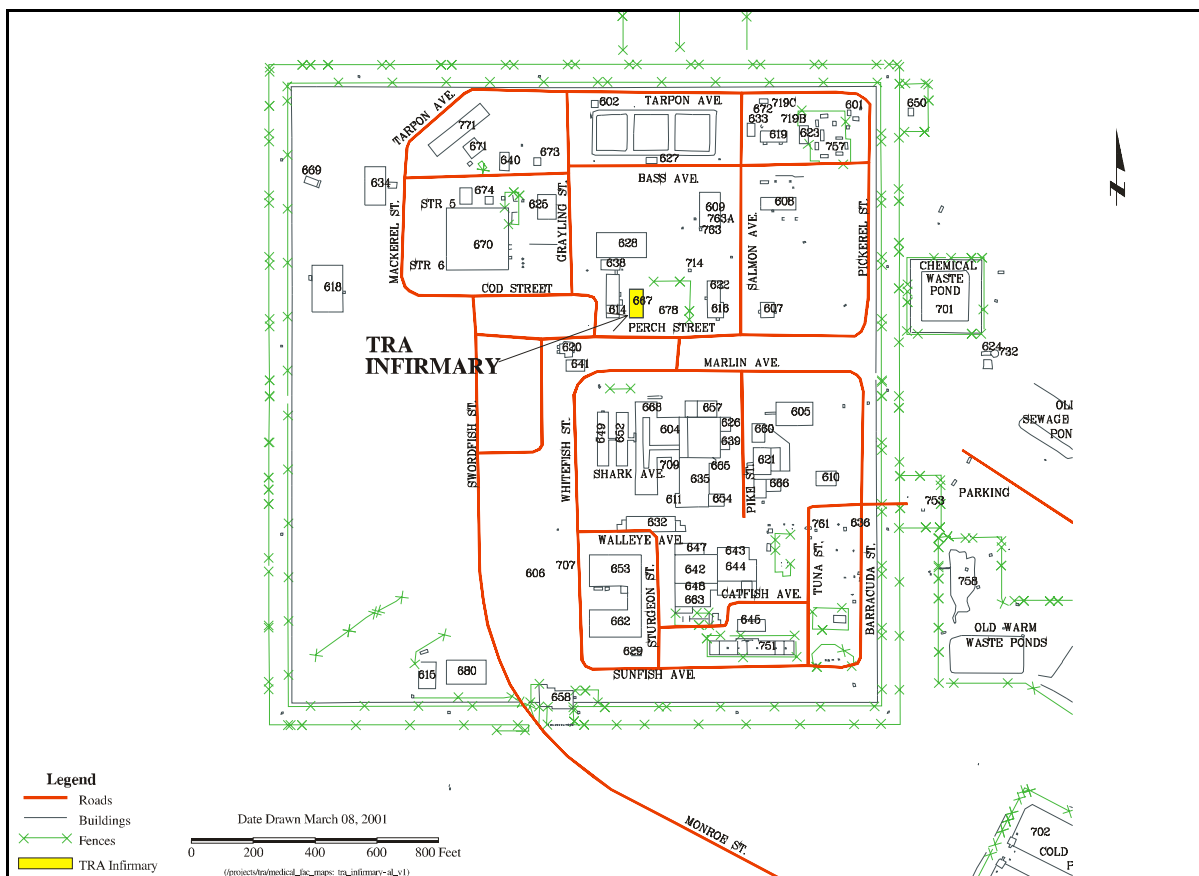 602
TARPON AVE.
719C
672
601
650
771
TARPON AVE.
633
719B
619
623
757
671
640
673
627
669
634
BASS AVE.
STR 5
674
625
GRAYLING ST.
609
763A
763
608
PICKEREL ST.
MACKEREL ST.
670
628
SALMON AVE.
STR 6
638
714
CHEMICAL
WASTE
POND
701
618
COD STREET
667
614
678
622
616
607
PERCH STREET
TRA
INFIRMARY
620
641
MARLIN AVE.
624
732
OLD
SEWAGE
PON
668
657
605
649
652
604
626
639
660
SWORDFISH ST.
WHITEFISH ST.
SHARK AVE.
709
665
635
621
PIKE ST.
666
610
611
654
PARKING
753
632
WALLEYE AVE.
761
636
606
707
653
647
643
642
644
648
663
CATFISH AVE.
TUNA ST.
BARRACUDA ST.
758
662
STURGEON ST.
645
OLD WARM
WASTE PONDS
629
751
SUNFISH AVE.
615
680
658
MONROE ST.
702
COLD
P
Legend
Roads
Buildings
Fences
TRA Infirmary
Date Drawn March 08, 2001
0 200 400 600 800 Feet
(/projects/tra/medical_fac_maps: tra_infirmary-al_v1)
N